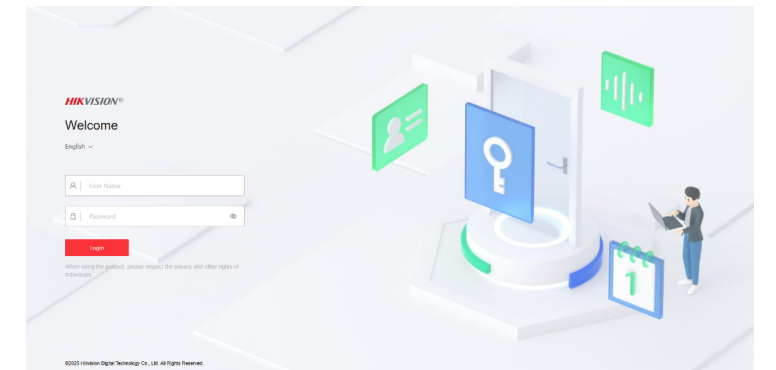 HIKVISION®
Welcome
English
User Name
Password
Login
When using the product, please respect the privacy and other rights of
individuals.
1
©2025 Hikvision Digital Technology Co., Ltd. All Rights Reserved.